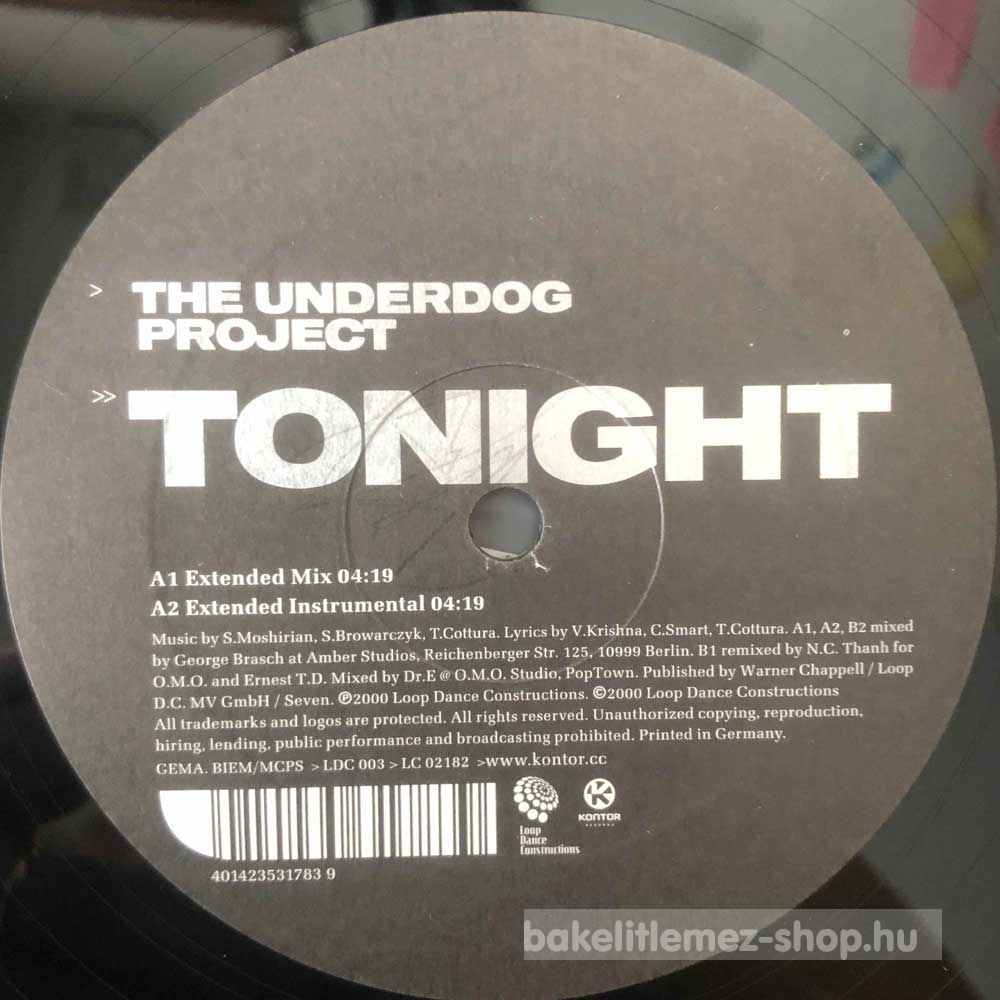 > THE UNDERDOG
PROJECT
>> TONIGHT
A1 Extended Mix 04:19
A2 Extended Instrumental 04:19
Music by S.Moshirian, S.Browarczyk, T.Cottura. Lyrics by V.Krishna, C.Smart, T.Cottura. A1, A2, B2 mixed
by George Brasch at Amber Studios, Reichenberger Str. 125, 10999 Berlin. B1 remixed by N.C. Thanh for
O.M.O. and Ernest T.D. Mixed by Dr.E @ O.M.O. Studio, PopTown. Published by Warner Chappell / Loop
D.C. MV GmbH / Seven. ℗2000 Loop Dance Constructions. ©2000 Loop Dance Constructions
All trademarks and logos are protected. All rights reserved. Unauthorized copying, reproduction,
hiring, lending, public performance and broadcasting prohibited. Printed in Germany.
GEMA. BIEM/MCPS >LDC 003 >LC 02182 >www.kontor.cc
Loop
Dance
Constructions
K
KONTOR
RECORDS
401423531783 9
bakelitlemez-shop.hu